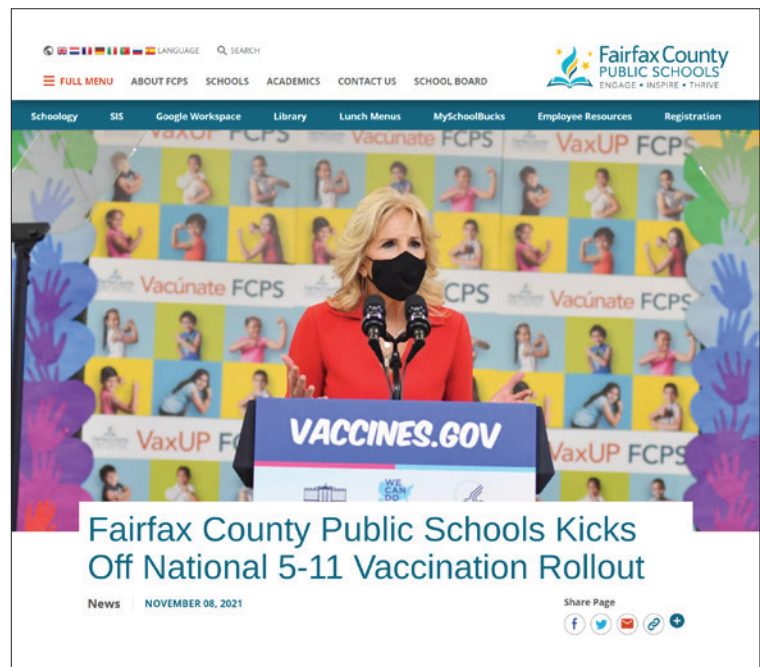 LANGUAGE SEARCH
Fairfax County
PUBLIC SCHOOLS
ENGAGE • INSPIRE • THRIVE
FULL MENU ABOUT FCPS SCHOOLS ACADEMICS CONTACT US SCHOOL BOARD
Schoology SIS Google Workspace Library Lunch Menus MySchoolBucks Employee Resources Registration
VaxUP FCPS Vacunate FCPS VaxUP FCPS
Vacúnate FCPS CPS Vacúnate FCPS
VaxUP FC VaxUP FCPS
VACCINES.GOV
WE
CAN
DO
Fairfax County Public Schools Kicks
Off National 5-11 Vaccination Rollout
News NOVEMBER 08, 2021
Share Page